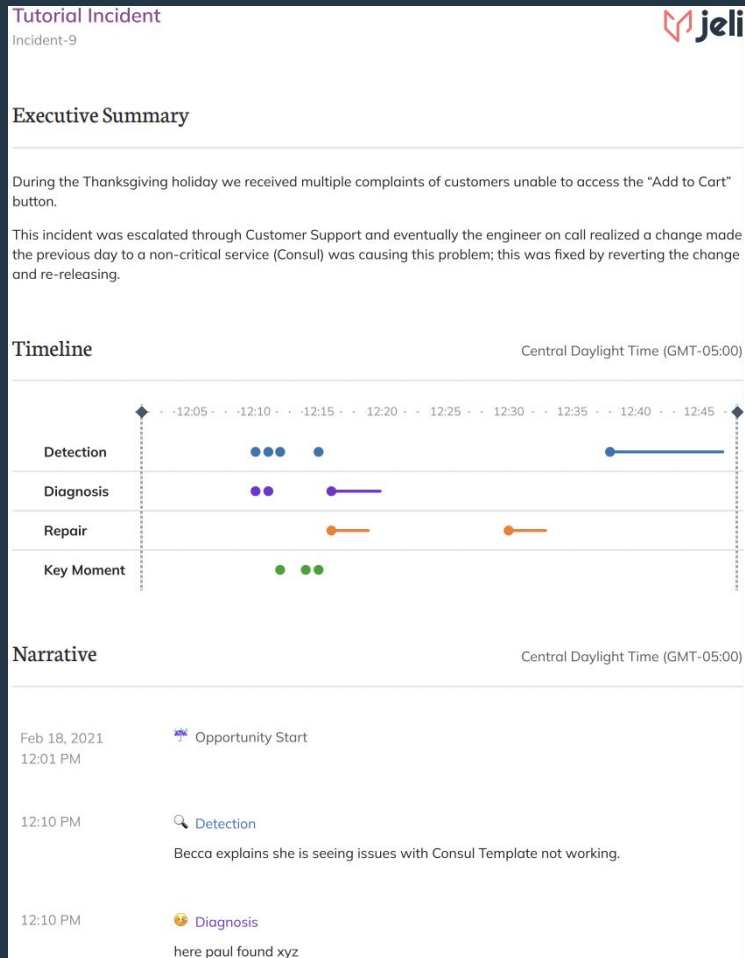 Tutorial Incident
jeli
Incident-9
Executive Summary
During the Thanksgiving holiday we received multiple complaints of customers unable to access the “Add to Cart”
button.
This incident was escalated through Customer Support and eventually the engineer on call realized a change made
the previous day to a non-critical service (Consul) was causing this problem; this was fixed by reverting the change
and re-releasing.
Timeline Central Daylight Time (GMT-05:00)
12:05 12:10 12:15 12:20 12:25 12:30 12:35 12:40 12:45
Detection
Diagnosis
Repair
Key Moment
Narrative Central Daylight Time (GMT-05:00)
Feb 18, 2021 Opportunity Start
12:01 PM
12:10 PM Detection
Becca explains she is seeing issues with Consul Template not working.
12:10 PM Diagnosis
here paul found xyz